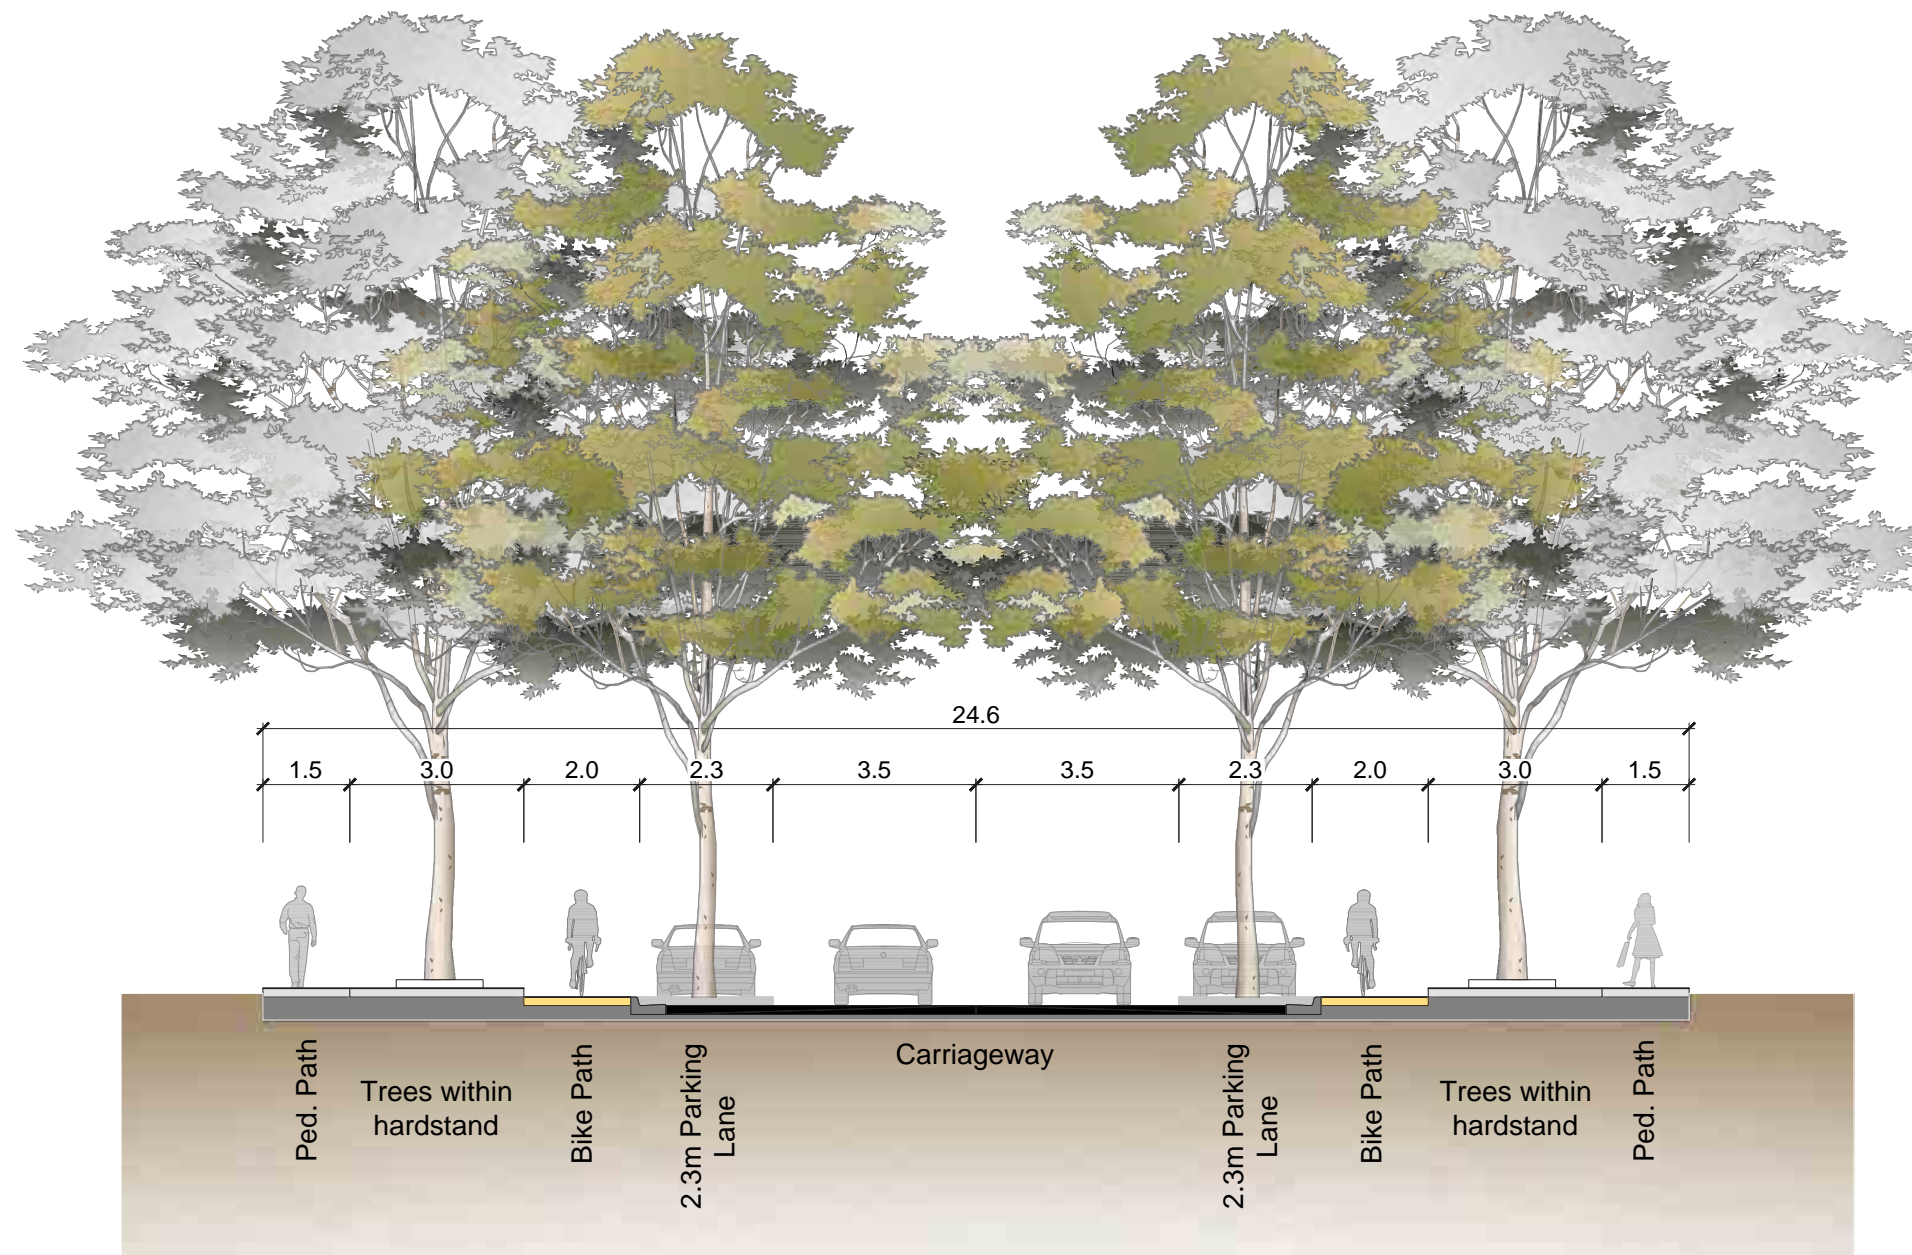 24.6
1.5 3.0 2.0 2.3 3.5 3.5 2.3 2.0 3.0 1.5
Ped. Path
Trees within
hardstand
Bike Path
2.3m Parking
Lane
Carriageway
2.3m Parking
Lane
Bike Path
Trees within
hardstand
Ped. Path